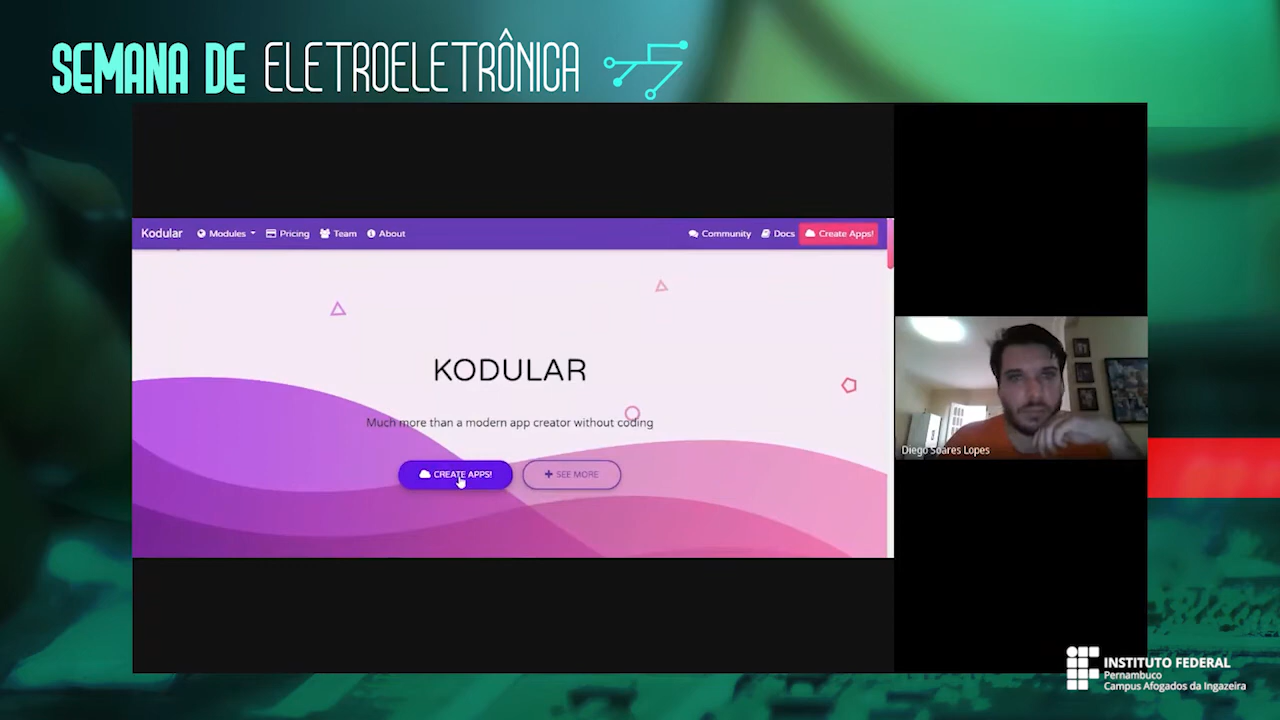 SEMANA DE ELETROELETRÔNICA
Kodular Modules Pricing Team About Community Docs Create Apps!
KODULAR
Much more than a modern app creator without coding
CREATE APPS! SEE MORE
Diego Soares Lopes
INSTITUTO FEDERAL
Pernambuco
Campus Afogados da Ingazeira